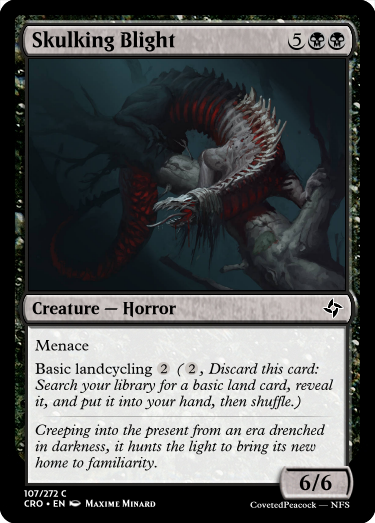 Skulking Blight 5
Creature — Horror
Menace
Basic landcycling 2 ( 2 , Discard this card:
Search your library for a basic land card, reveal
it, and put it into your hand, then shuffle.)
Creeping into the present from an era drenched
in darkness, it hunts the light to bring its new
home to familiarity.
6/6
107/272 C
CRO • EN Maxime Minard
CovetedPeacock — NFS